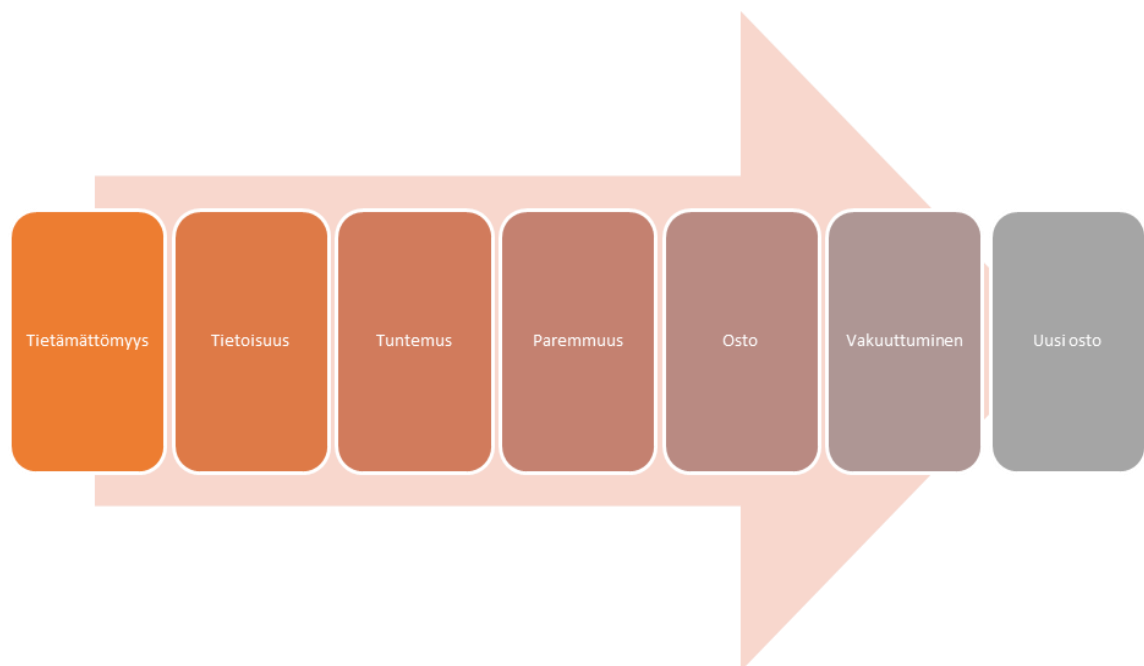 Tietämättömyys
Tietoisuus
Tuntemus
Paremmuus
Osto
Vakuuttuminen
Uusi osto